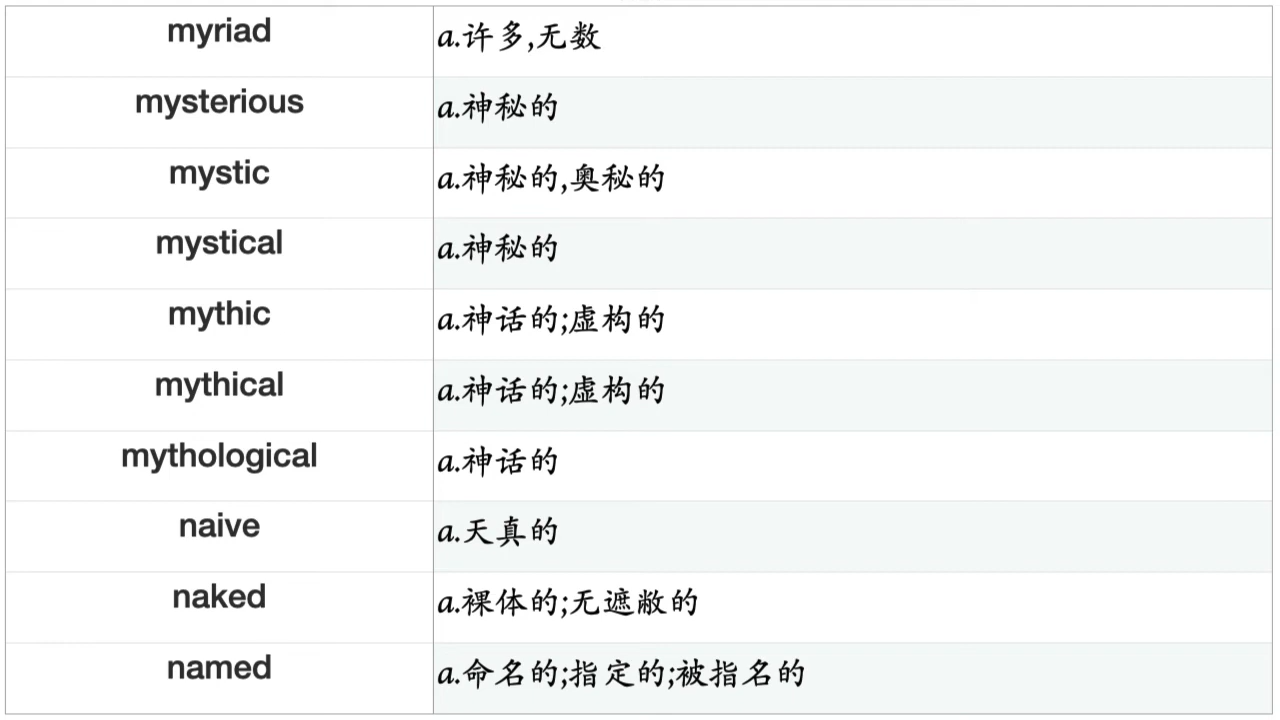 myriad a.许多,无数
mysterious a.神秘的
mystic a.神秘的,奥秘的
mystical a.神秘的
mythic a.神话的;虚构的
mythical a.神话的;虚构的
mythological a.神话的
naive a.天真的
naked a.裸体的;无遮蔽的
named a.命名的;指定的;被指名的